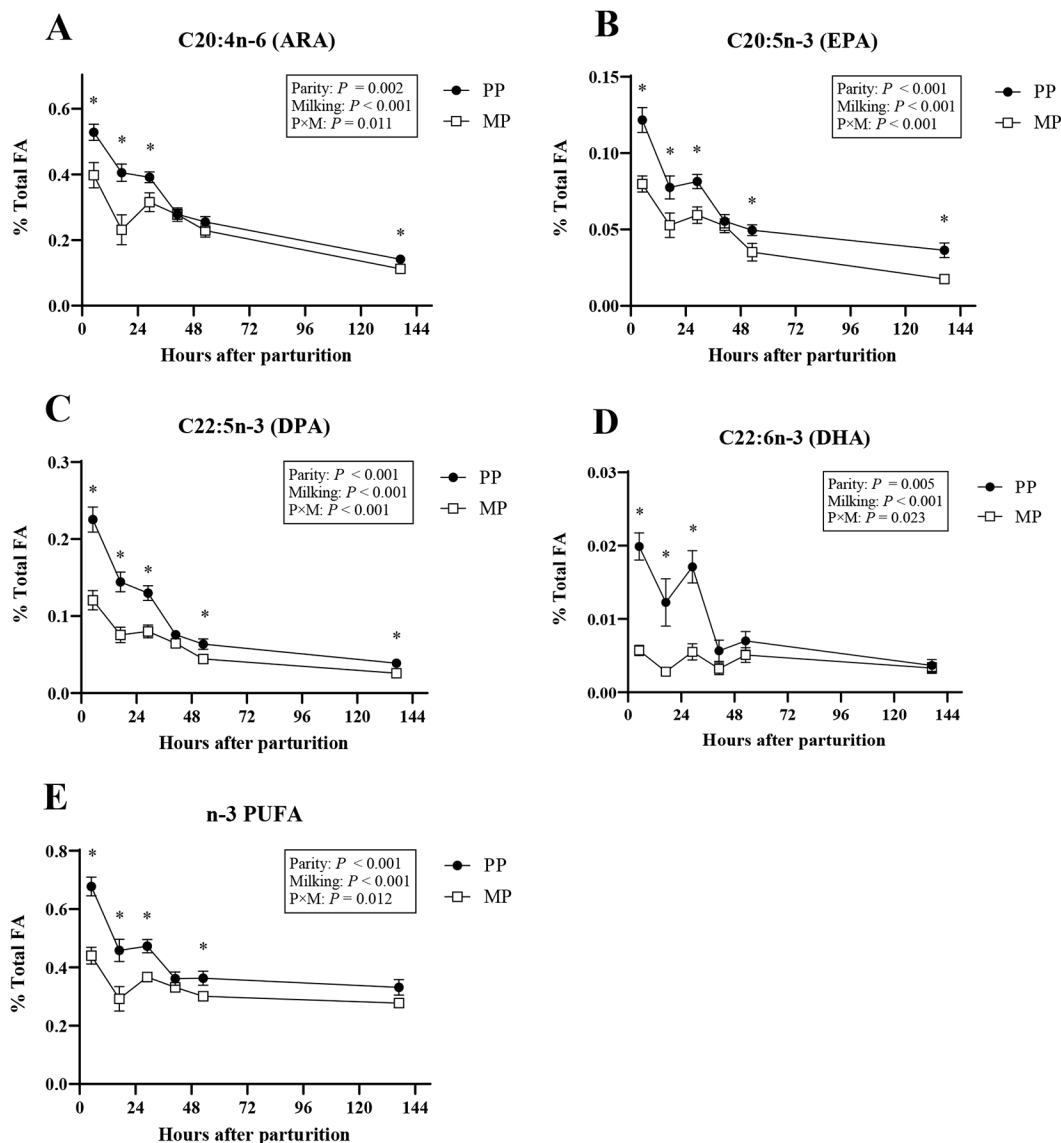 A
C20:4n-6 (ARA)
Parity: P = 0.002
Milking: P < 0.001
P×M: P = 0.011
PP
MP
*
*
*
*
% Total FA
0.6
0.4
0.2
0.0
0 24 48 72 96 120 144
Hours after parturition
B
C20:5n-3 (EPA)
Parity: P < 0.001
Milking: P < 0.001
P×M: P < 0.001
PP
MP
*
*
*
*
*
% Total FA
0.15
0.10
0.05
0.00
0 24 48 72 96 120 144
Hours after parturition
C
C22:5n-3 (DPA)
Parity: P < 0.001
Milking: P < 0.001
P×M: P < 0.001
PP
MP
*
*
*
*
*
% Total FA
0.3
0.2
0.1
0.0
0 24 48 72 96 120 144
Hours after parturition
D
C22:6n-3 (DHA)
Parity: P = 0.005
Milking: P < 0.001
P×M: P = 0.023
PP
MP
*
*
*
% Total FA
0.03
0.02
0.01
0.00
0 24 48 72 96 120 144
Hours after parturition
E
n-3 PUFA
Parity: P < 0.001
Milking: P < 0.001
P×M: P = 0.012
PP
MP
*
*
*
*
% Total FA
0.8
0.6
0.4
0.2
0.0
0 24 48 72 96 120 144
Hours after parturition